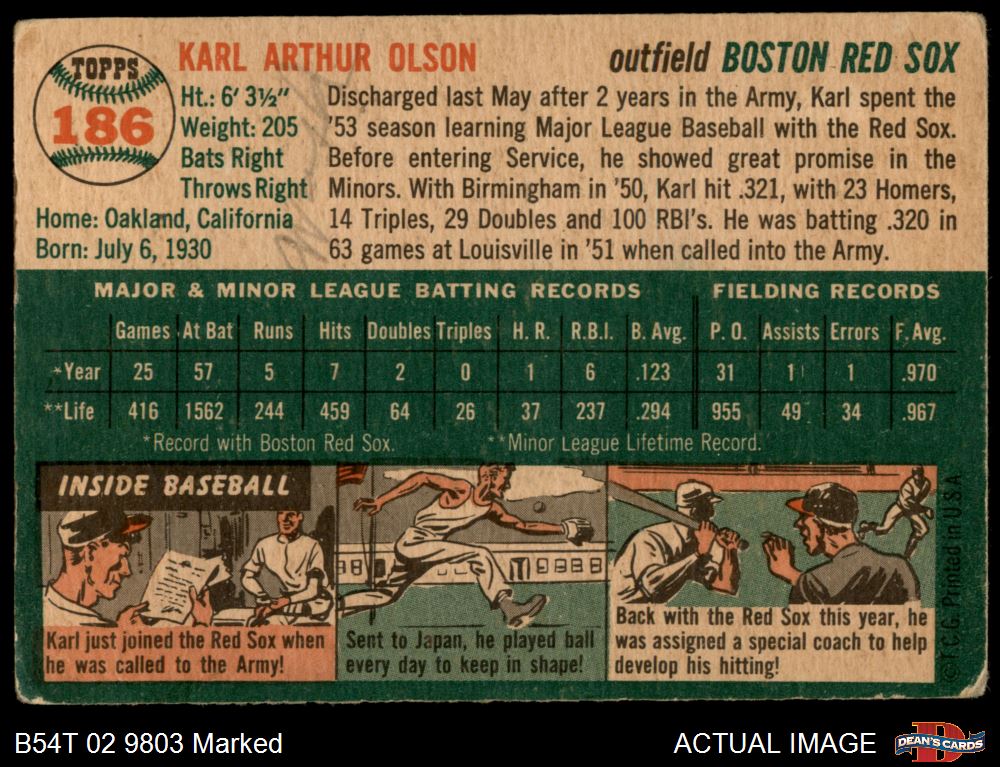 TOPPS
186
KARL ARTHUR OLSON
outfield BOSTON RED SOX
Ht.: 6' 3½"
Weight: 205
Bats Right
Throws Right
Home: Oakland, California
Born: July 6, 1930
Discharged last May after 2 years in the Army, Karl spent the
'53 season learning Major League Baseball with the Red Sox.
Before entering Service, he showed great promise in the
Minors. With Birmingham in '50, Karl hit .321, with 23 Homers,
14 Triples, 29 Doubles and 100 RBI's. He was batting .320 in
63 games at Louisville in '51 when called into the Army.
MAJOR & MINOR LEAGUE BATTING RECORDS FIELDING RECORDS
Games At Bat Runs Hits Doubles Triples H. R. R.B.I. B. Avg. P. O. Assists Errors F. Avg.
*Year 25 57 5 7 2 0 1 6 .123 31 1 1 .970
**Life 416 1562 244 459 64 26 37 237 .294 955 49 34 .967
*Record with Boston Red Sox. **Minor League Lifetime Record.
INSIDE BASEBALL
Karl just joined the Red Sox when
he was called to the Army!
Sent to Japan, he played ball
every day to keep in shape!
Back with the Red Sox this year, he
was assigned a special coach to help
develop his hitting!
© T.C.G. Printed in U.S.A.
B54T 02 9803 Marked
ACTUAL IMAGE
D
DEAN'S CARDS